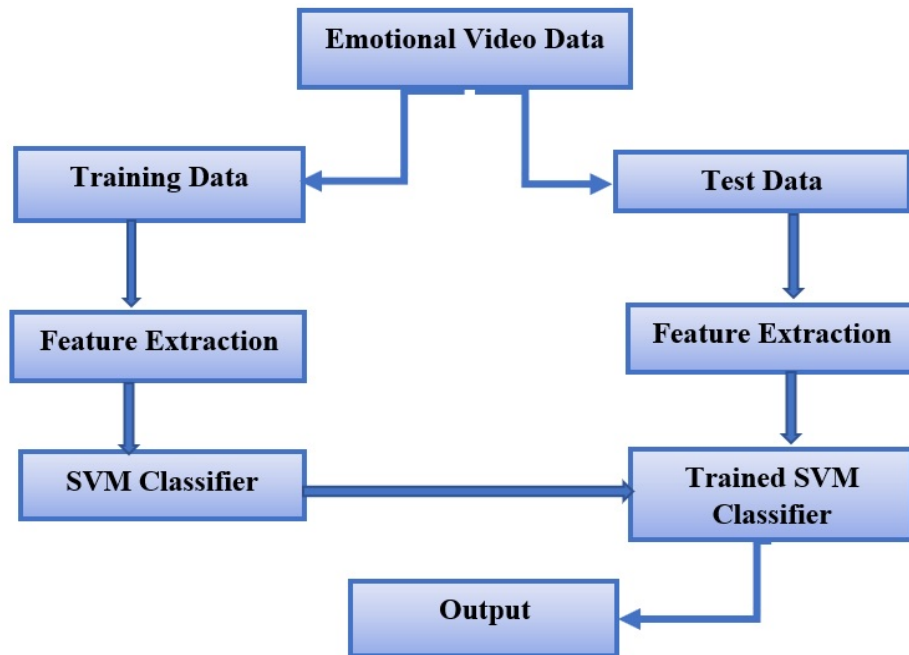 Emotional Video Data
Training Data
Test Data
Feature Extraction
Feature Extraction
SVM Classifier
Trained SVM
Classifier
Output